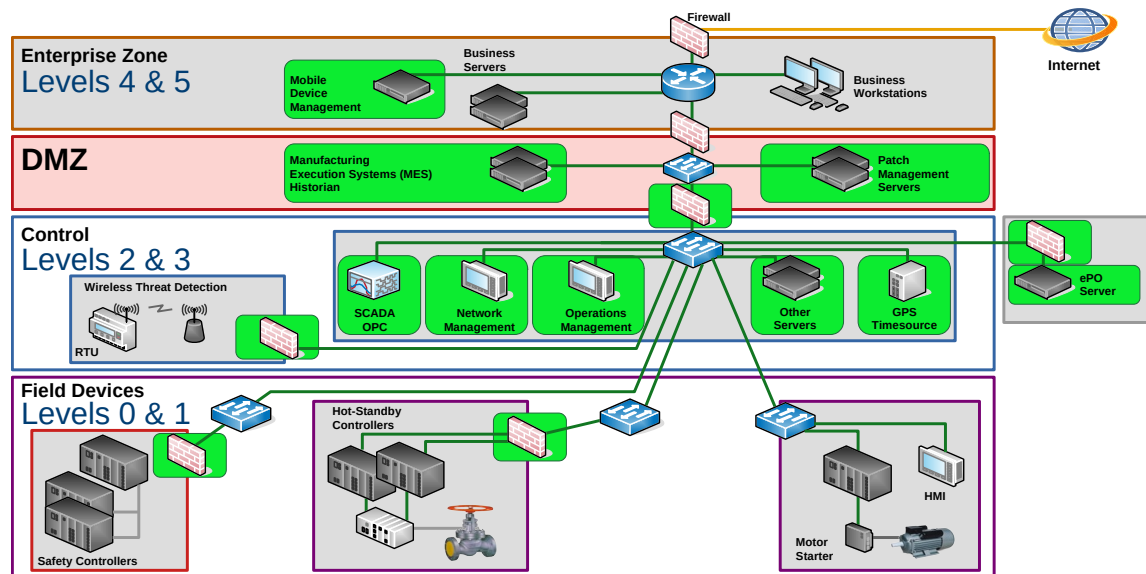 Firewall
Internet
Enterprise Zone
Levels 4 & 5
Mobile
Device
Management
Business
Servers
Business
Workstations
DMZ
Manufacturing
Execution Systems (MES)
Historian
Patch
Management
Servers
Control
Levels 2 & 3
Wireless Threat Detection
RTU
SCADA
OPC
Network
Management
Operations
Management
Other
Servers
GPS
Timesource
ePO
Server
Field Devices
Levels 0 & 1
Safety Controllers
Hot-Standby
Controllers
HMI
Motor
Starter